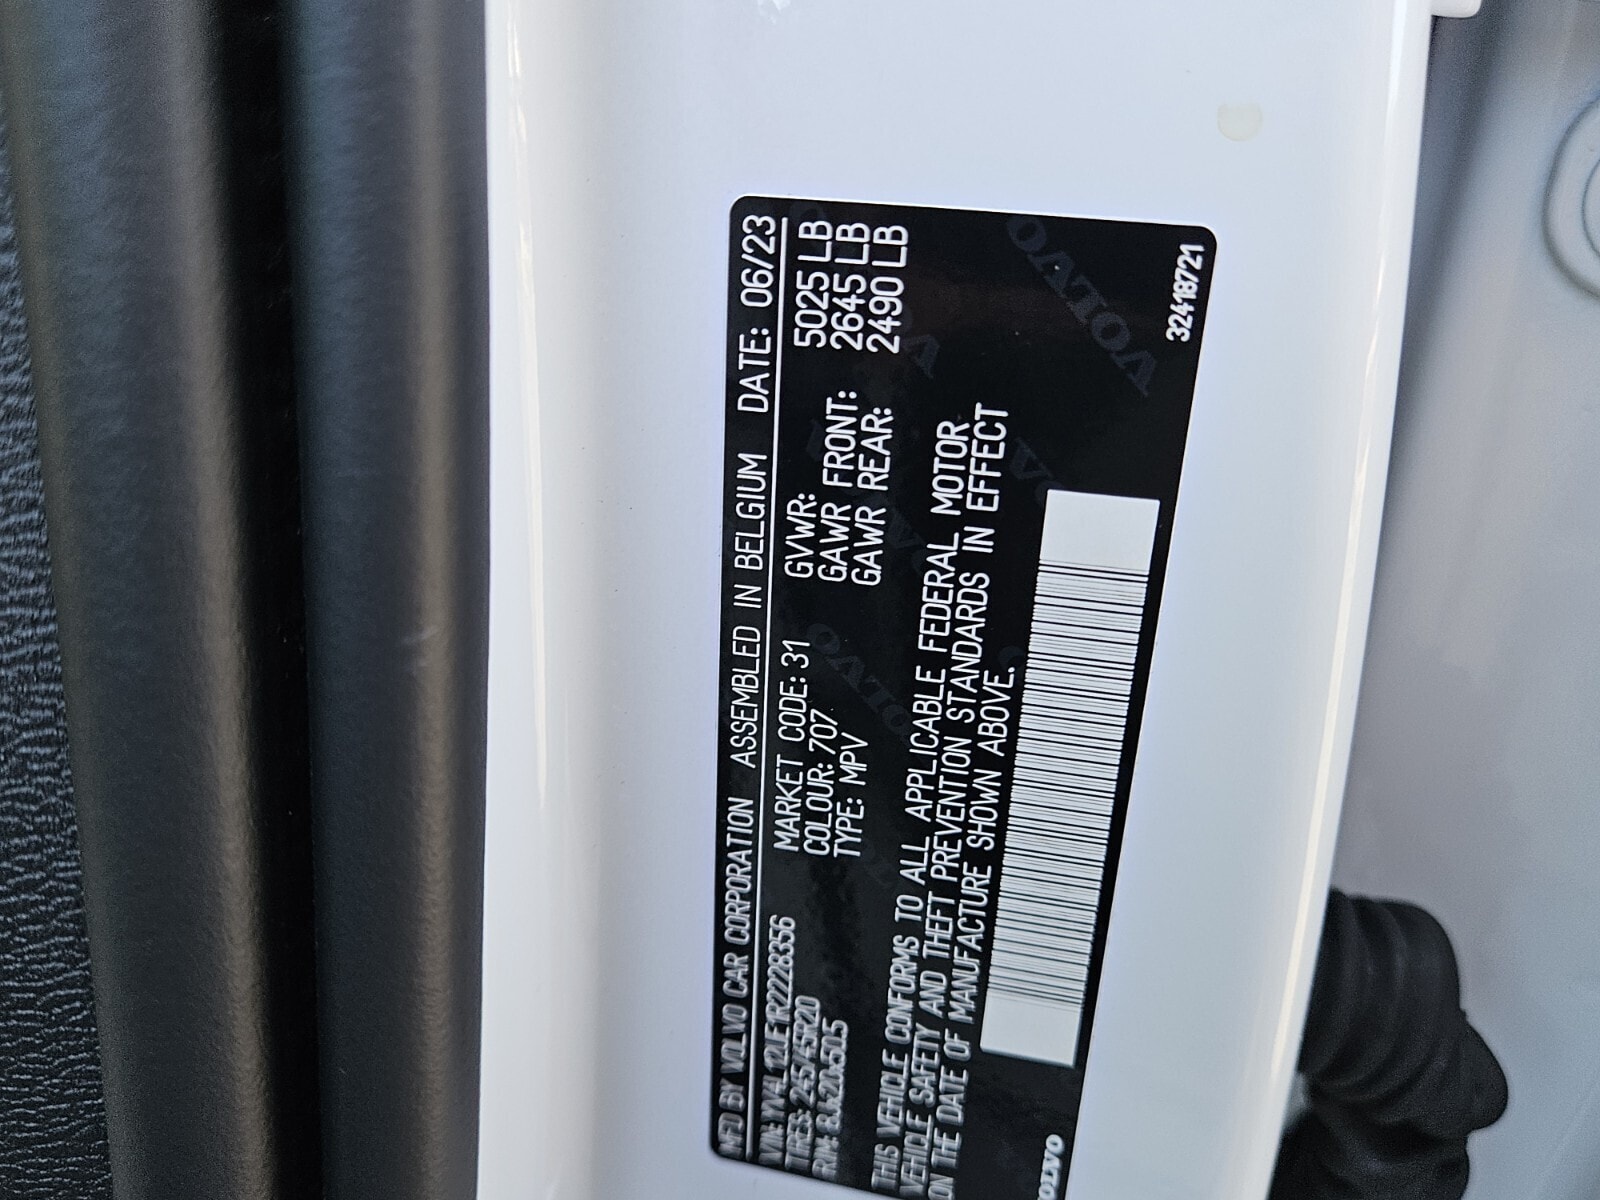 MFD BY VOLVO CAR CORPORATION ASSEMBLED IN BELGIUM DATE: 06/23
VIN: YV4L12UE1R2228356 MARKET CODE: 31 GVWR: 5025 LB
TIRES: 245/45R20 COLOUR: 707 GAWR FRONT: 2645 LB
RIM: 8Jx20x50.5 TYPE: MPV GAWR REAR: 2490 LB
THIS VEHICLE CONFORMS TO ALL APPLICABLE FEDERAL MOTOR
VEHICLE SAFETY AND THEFT PREVENTION STANDARDS IN EFFECT
ON THE DATE OF MANUFACTURE SHOWN ABOVE.
VOLVO
32418721